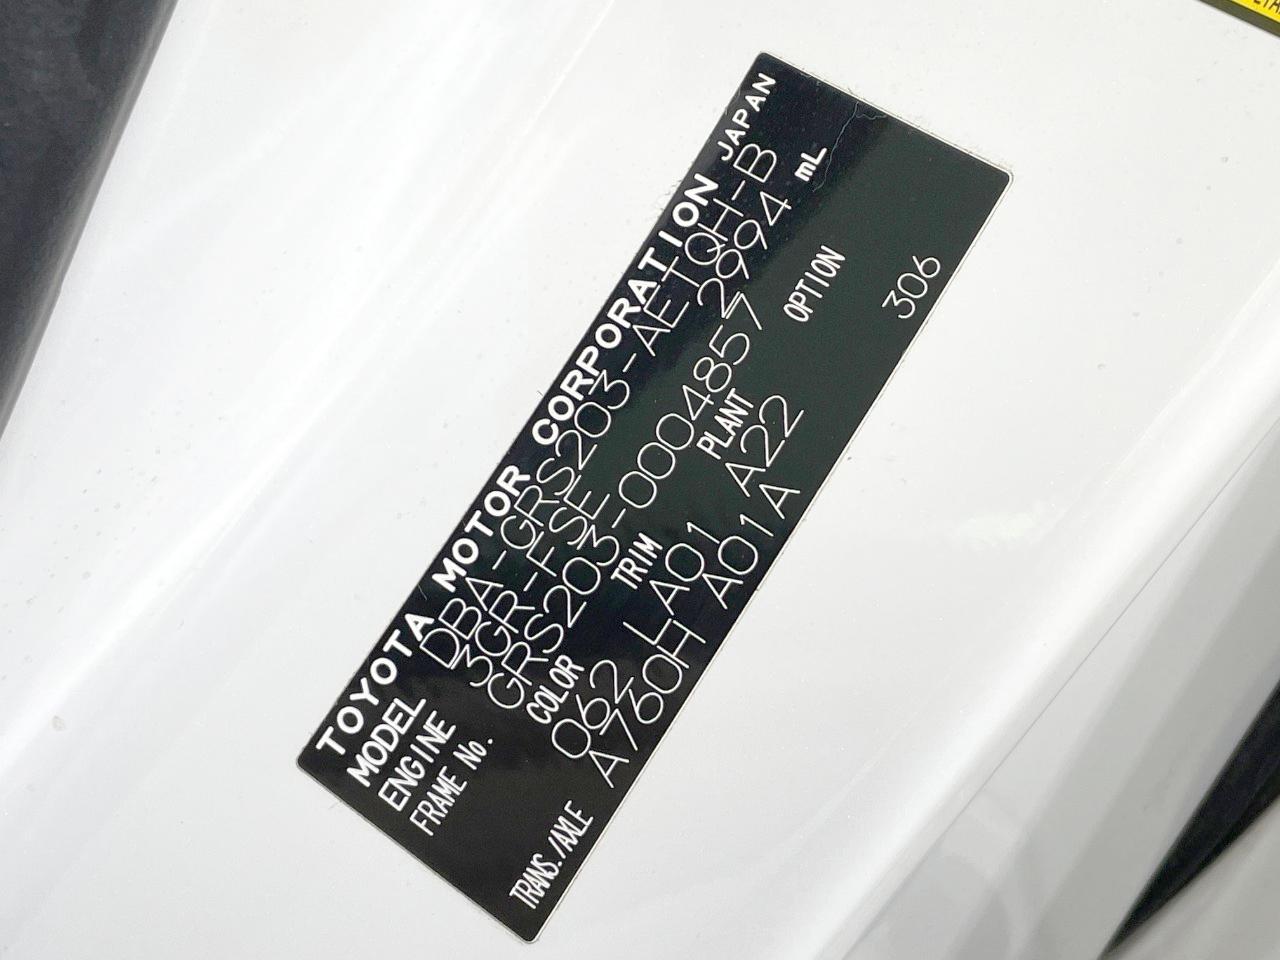 TOYOTA MOTOR CORPORATION JAPAN
MODEL DBA-GRS203-AETQH-B
ENGINE 3GR-FSE 2994 mL
FRAME No. GRS203-0004857
COLOR TRIM PLANT OPTION
062 LA01 A22 306
TRANS./AXLE A760H A01A